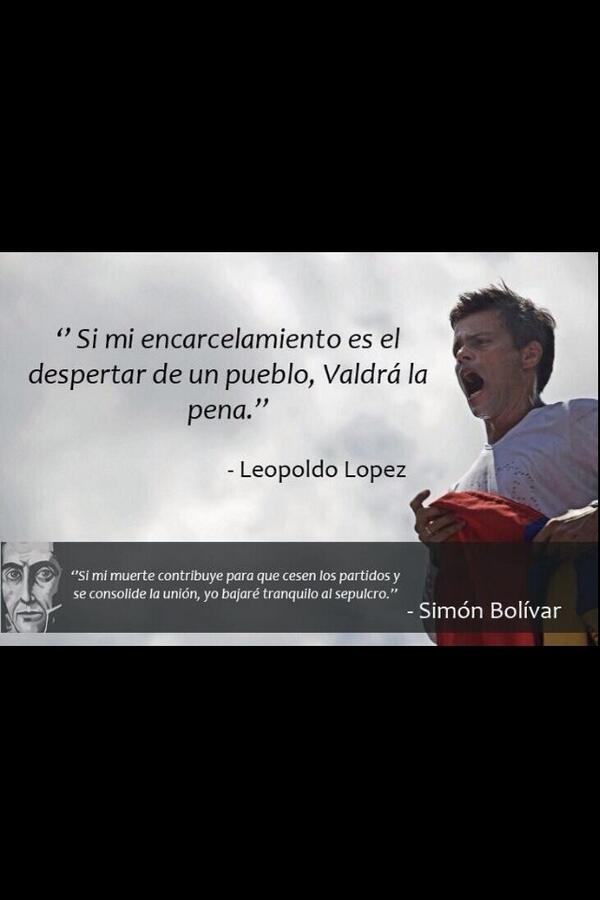 ‘’ Si mi encarcelamiento es el
despertar de un pueblo, Valdrá la
pena.’’
- Leopoldo Lopez
‘’Si mi muerte contribuye para que cesen los partidos y
se consolide la unión, yo bajaré tranquilo al sepulcro.’’
- Simón Bolívar